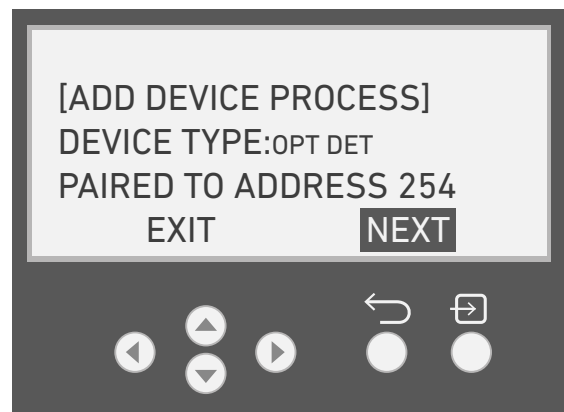 [ADD DEVICE PROCESS]
DEVICE TYPE:OPT DET
PAIRED TO ADDRESS 254
EXIT NEXT